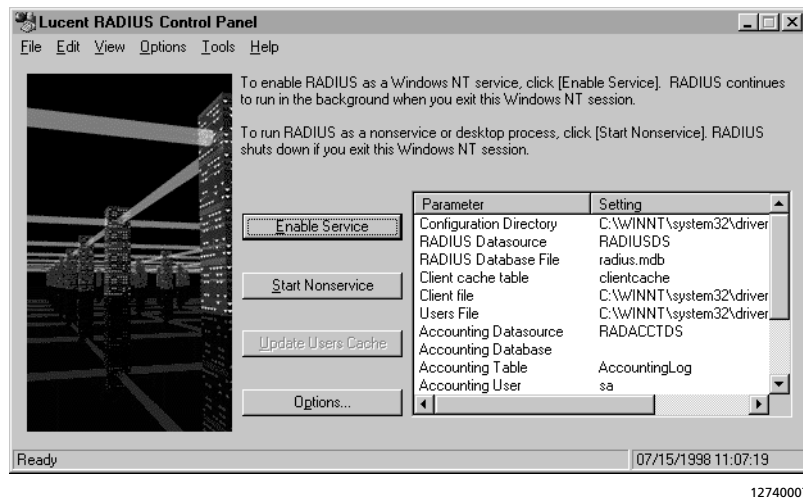 Lucent RADIUS Control Panel
File Edit View Options Tools Help
To enable RADIUS as a Windows NT service, click [Enable Service]. RADIUS continues
to run in the background when you exit this Windows NT session.
To run RADIUS as a nonservice or desktop process, click [Start Nonservice]. RADIUS
shuts down if you exit this Windows NT session.
Enable Service
Start Nonservice
Update Users Cache
Options...
Parameter Setting
Configuration Directory C:\WINNT\system32\driver
RADIUS Datasource RADIUSDS
RADIUS Database File radius.mdb
Client cache table clientcache
Client file C:\WINNT\system32\driver
Users File C:\WINNT\system32\driver
Accounting Datasource RADACCTDS
Accounting Database
Accounting Table AccountingLog
Accounting User sa
Ready 07/15/1998 11:07:19
1274000